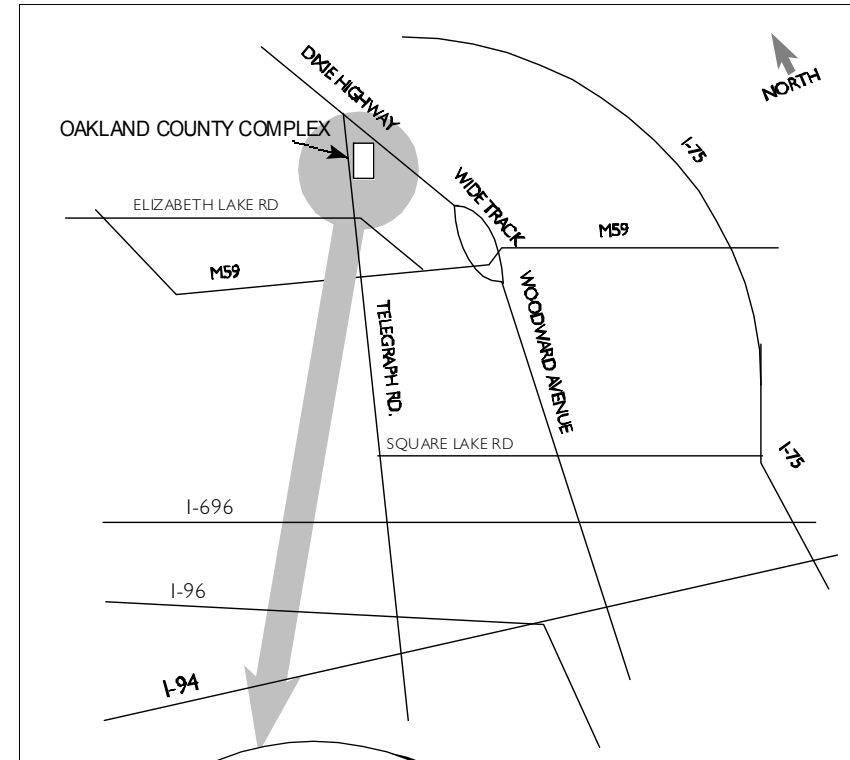 DIXIE HIGHWAY
NORTH
OAKLAND COUNTY COMPLEX
I-75
ELIZABETH LAKE RD
WIDE TRACK
M59
M59
TELEGRAPH RD.
WOODWARD AVENUE
SQUARE LAKE RD
I-75
I-696
I-96
I-94